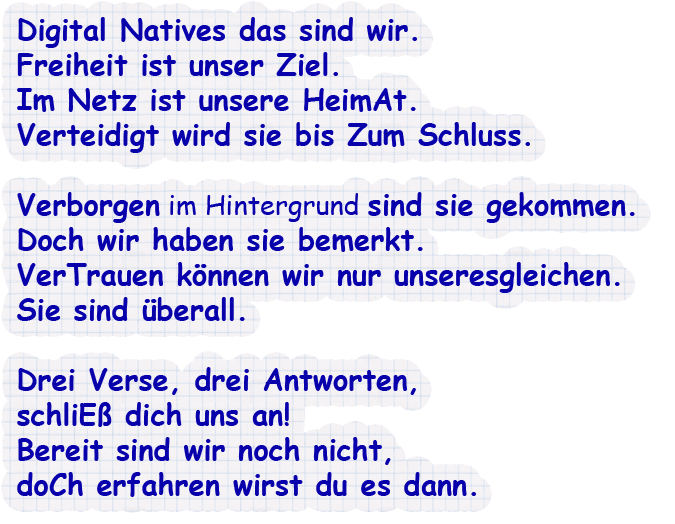 Digital Natives das sind wir.
Freiheit ist unser Ziel.
Im Netz ist unsere HeimAt.
Verteidigt wird sie bis Zum Schluss.
Verborgen im Hintergrund sind sie gekommen.
Doch wir haben sie bemerkt.
VerTrauen können wir nur unseresgleichen.
Sie sind überall.
Drei Verse, drei Antworten,
schliEß dich uns an!
Bereit sind wir noch nicht,
doCh erfahren wirst du es dann.